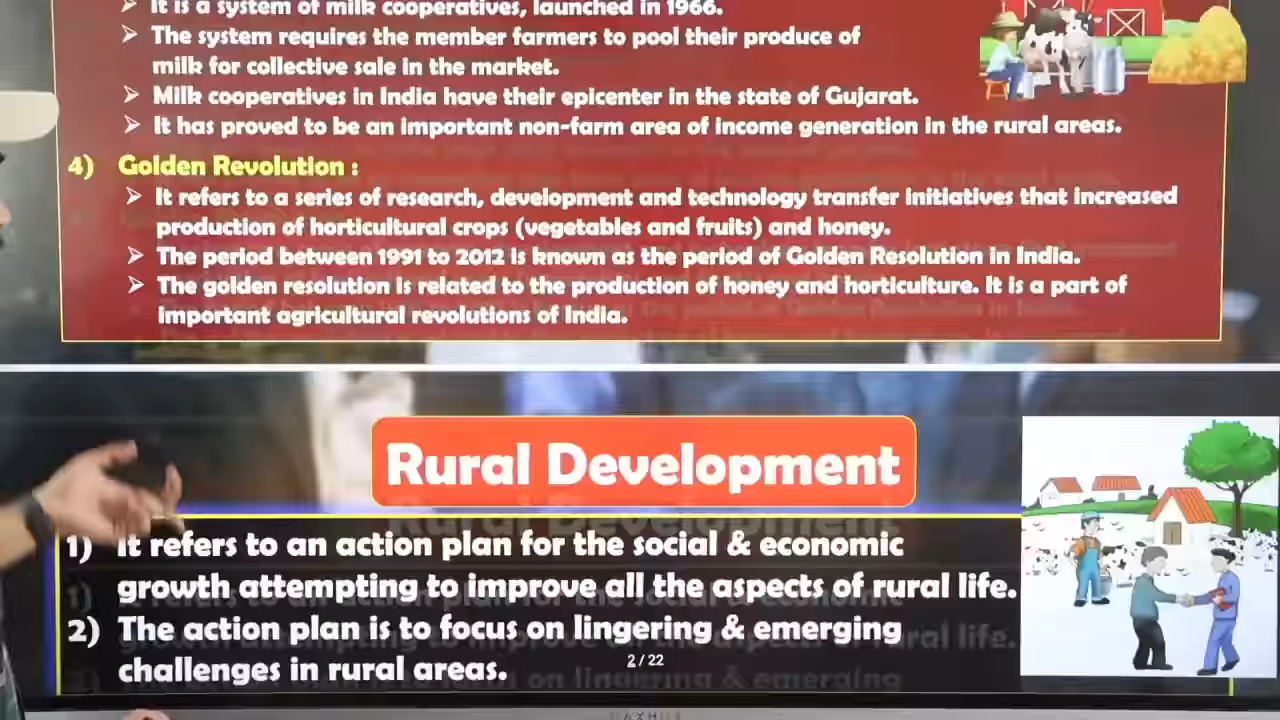 ➢ It is a system of milk cooperatives, launched in 1966.
➢ The system requires the member farmers to pool their produce of
milk for collective sale in the market.
➢ Milk cooperatives in India have their epicenter in the state of Gujarat.
➢ It has proved to be an important non-farm area of income generation in the rural areas.
4) Golden Revolution :
➢ It refers to a series of research, development and technology transfer initiatives that increased
production of horticultural crops (vegetables and fruits) and honey.
➢ The period between 1991 to 2012 is known as the period of Golden Resolution in India.
➢ The golden resolution is related to the production of honey and horticulture. It is a part of
important agricultural revolutions of India.
Rural Development
1) It refers to an action plan for the social & economic
growth attempting to improve all the aspects of rural life.
2) The action plan is to focus on lingering & emerging
challenges in rural areas.
2 / 22